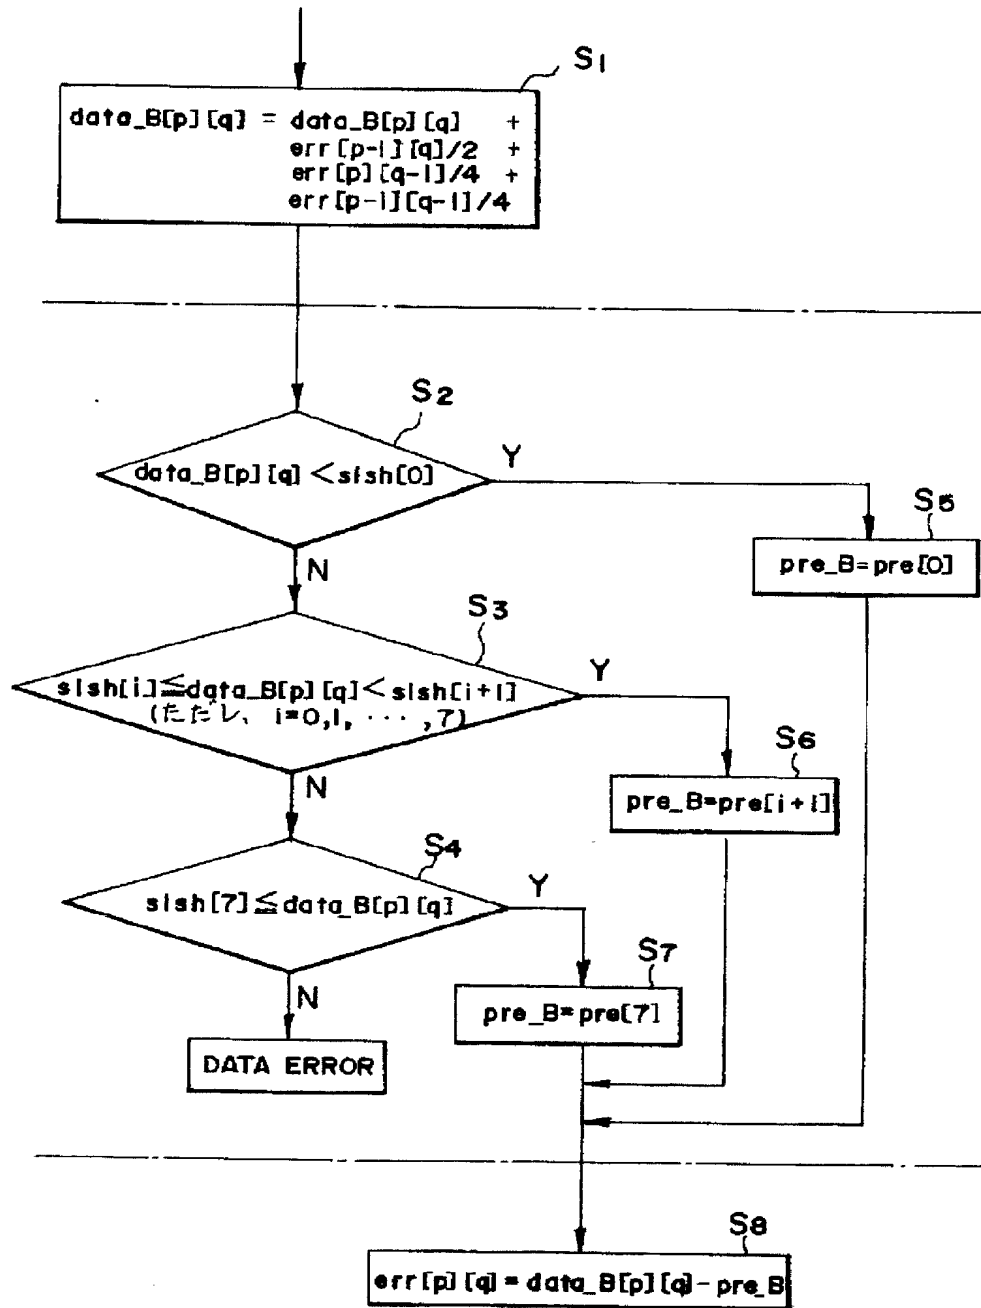 S1
data_B[p][q] = data_B[p][q] +
err[p-1][q]/2 +
err[p][q-1]/4 +
err[p-1][q-1]/4
S2
data_B[p][q]<slsh[0]
Y
N
S5
pre_B=pre[0]
S3
slsh[i]≦data_B[p][q]<slsh[i+1]
(ただし、 i=0,1, ・・・ ,7)
Y
N
S6
pre_B=pre[i+1]
S4
slsh[7]≦data_B[p][q]
Y
N
S7
pre_B=pre[7]
DATA ERROR
S8
err[p][q]=data_B[p][q]-pre_B